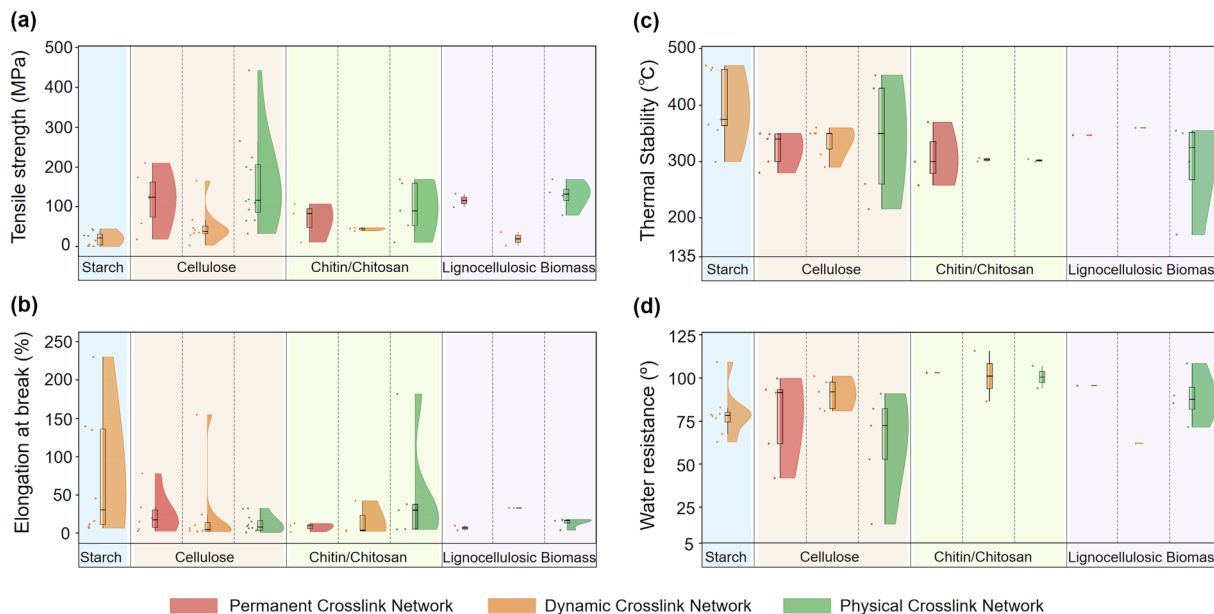 (a)
Tensile strength (MPa)
500
400
300
200
100
0
Starch Cellulose Chitin/Chitosan Lignocellulosic Biomass
(c)
Thermal Stability (℃)
500
400
300
200
135
Starch Cellulose Chitin/Chitosan Lignocellulosic Biomass
(b)
Elongation at break (%)
250
200
150
100
50
0
Starch Cellulose Chitin/Chitosan Lignocellulosic Biomass
(d)
Water resistance (º)
125
100
75
50
25
5
Starch Cellulose Chitin/Chitosan Lignocellulosic Biomass
Permanent Crosslink Network Dynamic Crosslink Network Physical Crosslink Network